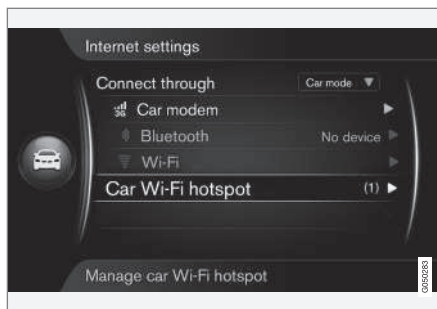 Internet settings
Connect through Car mode
3G Car modem
Bluetooth No device
Wi-Fi
Car Wi-Fi hotspot (1)
Manage car Wi-Fi hotspot
G050283